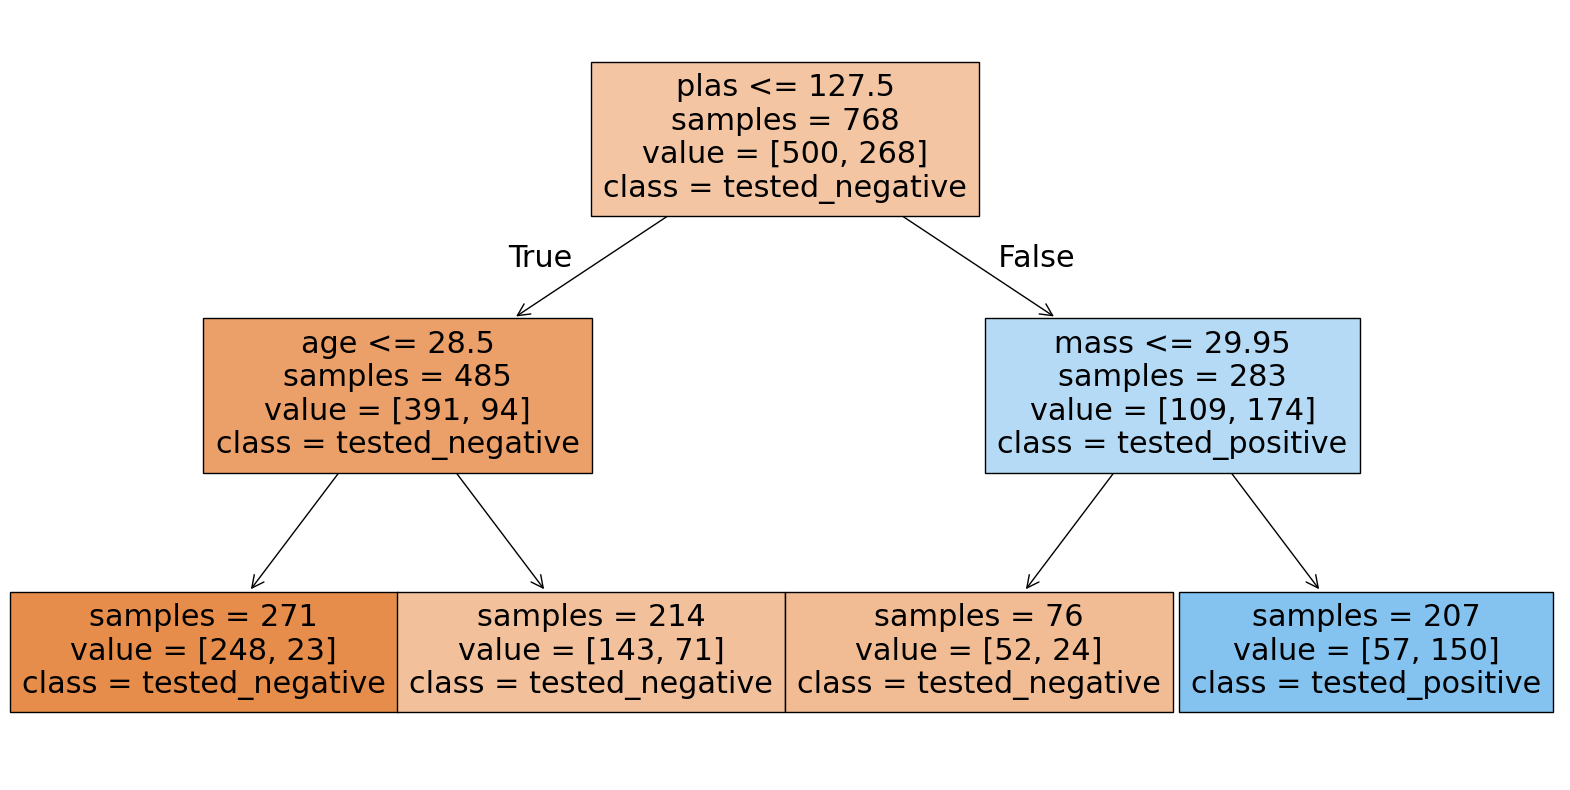 plas <= 127.5
samples = 768
value = [500, 268]
class = tested_negative
True
False
age <= 28.5
samples = 485
value = [391, 94]
class = tested_negative
mass <= 29.95
samples = 283
value = [109, 174]
class = tested_positive
samples = 271
value = [248, 23]
class = tested_negative
samples = 214
value = [143, 71]
class = tested_negative
samples = 76
value = [52, 24]
class = tested_negative
samples = 207
value = [57, 150]
class = tested_positive